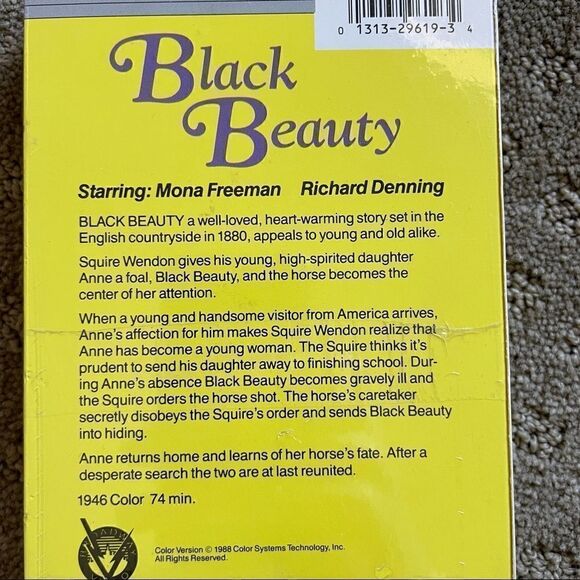 0 1313-29619-3 4
Black
Beauty
Starring: Mona Freeman Richard Denning
BLACK BEAUTY a well-loved, heart-warming story set in the
English countryside in 1880, appeals to young and old alike.
Squire Wendon gives his young, high-spirited daughter
Anne a foal, Black Beauty, and the horse becomes the
center of her attention.
When a young and handsome visitor from America arrives,
Anne's affection for him makes Squire Wendon realize that
Anne has become a young woman. The Squire thinks it's
prudent to send his daughter away to finishing school. Dur-
ing Anne's absence Black Beauty becomes gravely ill and
the Squire orders the horse shot. The horse's caretaker
secretly disobeys the Squire's order and sends Black Beauty
into hiding.
Anne returns home and learns of her horse's fate. After a
desperate search the two are at last reunited.
1946 Color 74 min.
Color Version © 1988 Color Systems Technology, Inc.
All Rights Reserved.